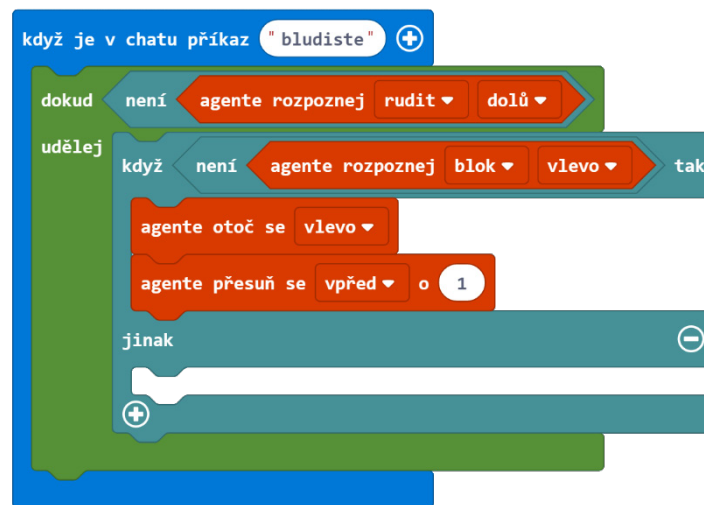 když je v chatu příkaz "bludiste"
dokud není agente rozpoznej rudit dolů
udělej
když není agente rozpoznej blok vlevo tak
agente otoč se vlevo
agente přesuň se vpřed o 1
jinak